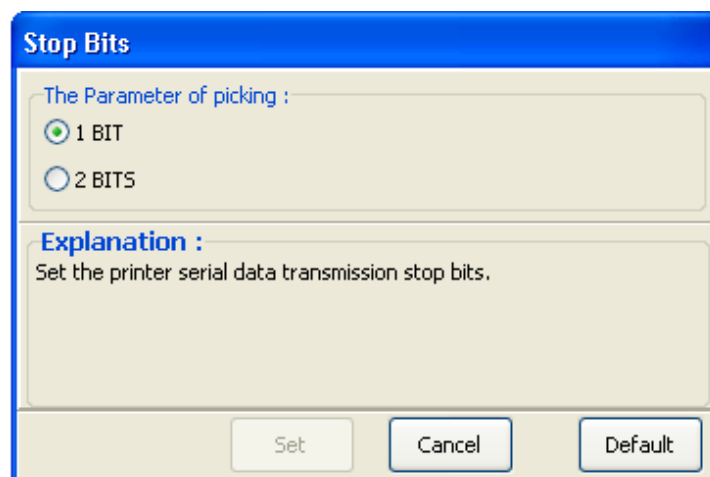 Stop Bits
The Parameter of picking :
1 BIT
2 BITS
Explanation :
Set the printer serial data transmission stop bits.
Set Cancel Default